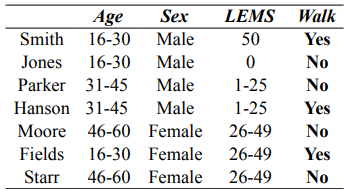 Age Sex LEMS Walk
Smith 16-30 Male 50 Yes
Jones 16-30 Male 0 No
Parker 31-45 Male 1-25 No
Hanson 31-45 Male 1-25 Yes
Moore 46-60 Female 26-49 No
Fields 16-30 Female 26-49 Yes
Starr 46-60 Female 26-49 No